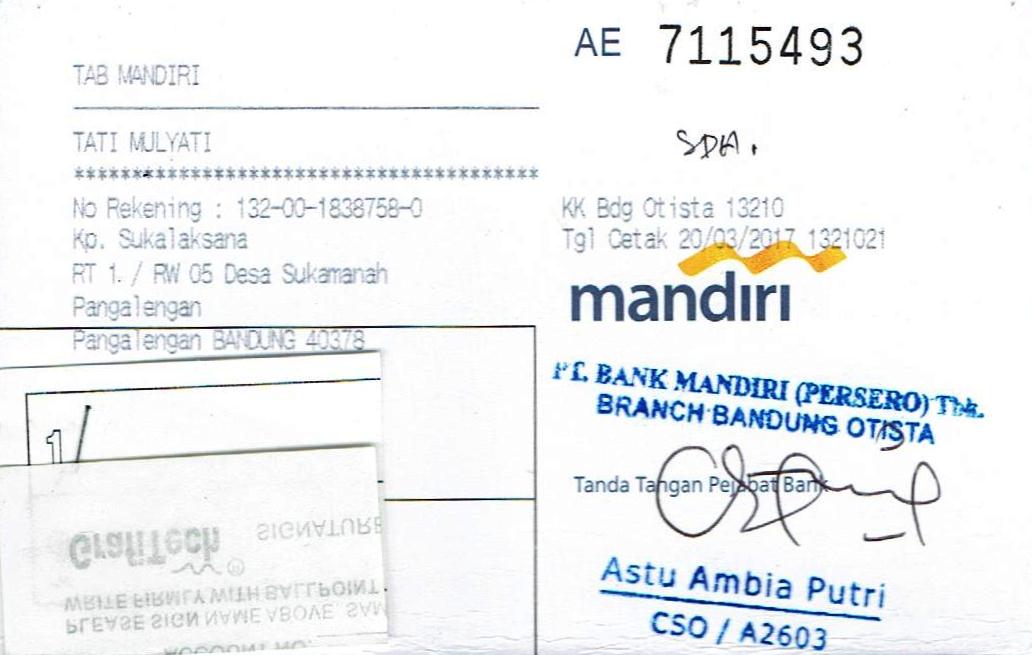 TAB MANDIRI
TATI MULYATI
****************************************
No Rekening : 132-00-1838758-0
Kp. Sukalaksana
RT 1. / RW 05 Desa Sukamanah
Pangalengan
Pangalengan BANDUNG 40378
1
GrafiTech ® SIGNATURE
WRITE FIRMLY WITH BALLPOINT
PLEASE SIGN NAME ABOVE, SAM
ACCOUNT NO.
AE 7115493
SDA.
KK Bdg Otista 13210
Tgl Cetak 20/03/2017 1321021
mandiri
PT. BANK MANDIRI (PERSERO) Tbk.
BRANCH BANDUNG OTISTA
Tanda Tangan Pejabat Bank
Astu Ambia Putri
CSO / A2603